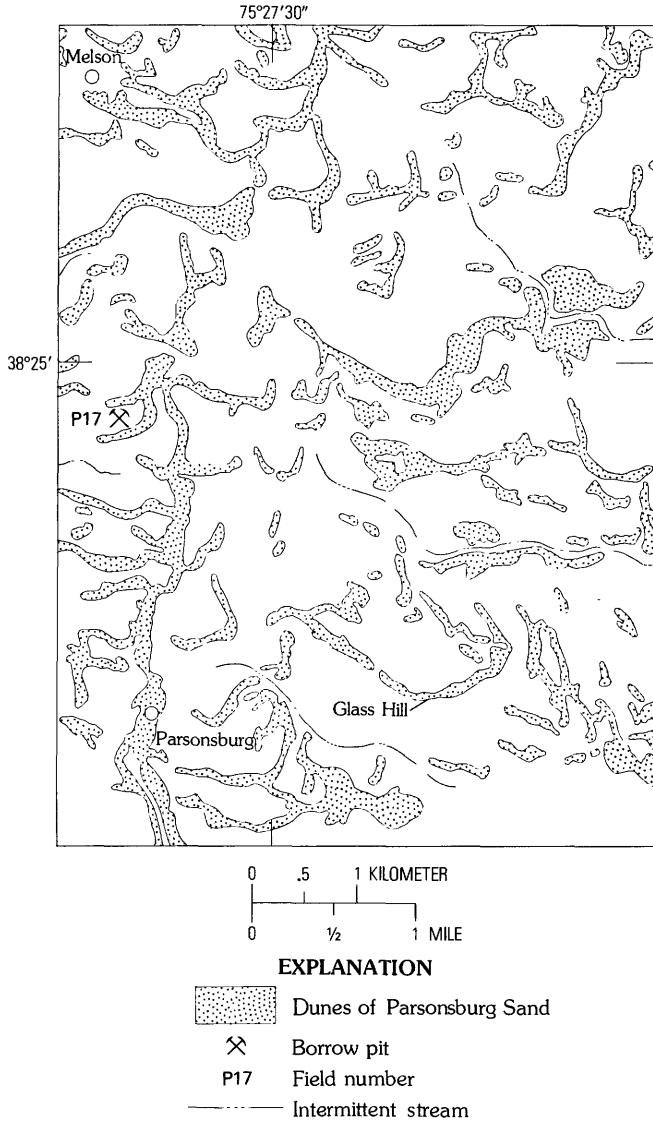 75°27'30"
Melson
38°25'
P17
Glass Hill
Parsonsburg
0 .5 1 KILOMETER
0 ½ 1 MILE
EXPLANATION
Dunes of Parsonsburg Sand
Borrow pit
P17 Field number
Intermittent stream